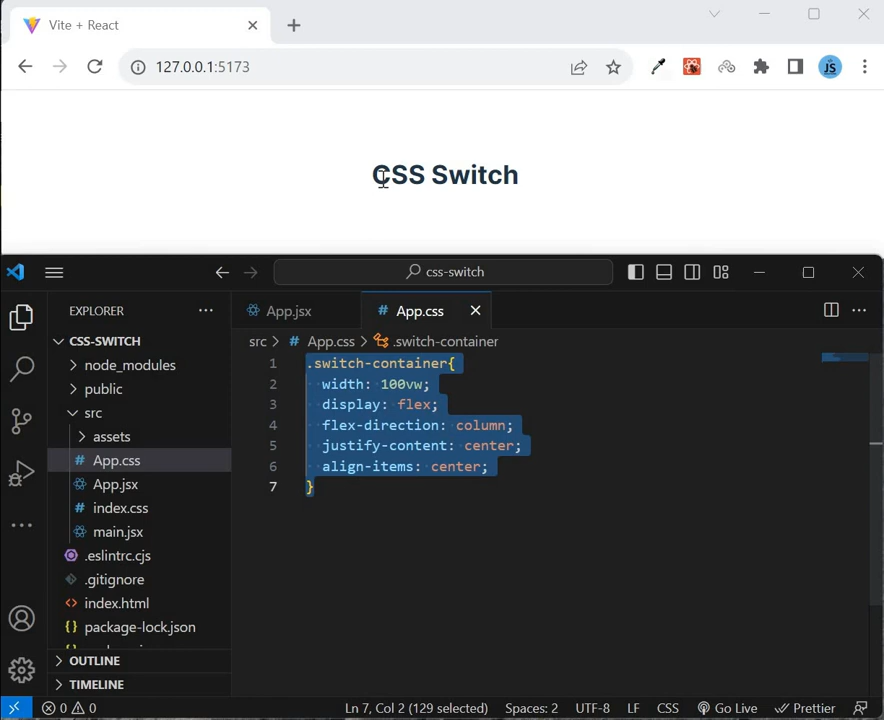 Vite + React
127.0.0.1:5173
JS
CSS Switch
css-switch
EXPLORER
CSS-SWITCH
node_modules
public
src
assets
App.css
App.jsx
index.css
main.jsx
.eslintrc.cjs
.gitignore
index.html
package-lock.json
OUTLINE
TIMELINE
App.jsx
# App.css
src > # App.css > .switch-container
1 .switch-container{
2 width: 100vw;
3 display: flex;
4 flex-direction: column;
5 justify-content: center;
6 align-items: center;
7 }
0 0 Ln 7, Col 2 (129 selected) Spaces: 2 UTF-8 LF CSS Go Live Prettier